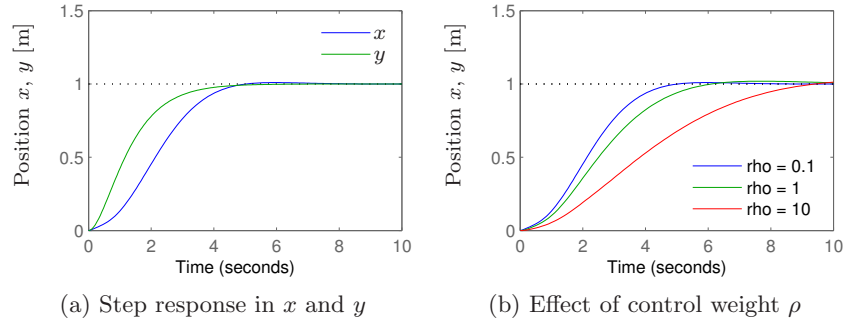 1.5
1
0.5
0
Position x, y [m]
x
y
0 2 4 6 8 10
Time (seconds)
(a) Step response in x and y
1.5
1
0.5
0
Position x, y [m]
rho = 0.1
rho = 1
rho = 10
0 2 4 6 8 10
Time (seconds)
(b) Effect of control weight ρ